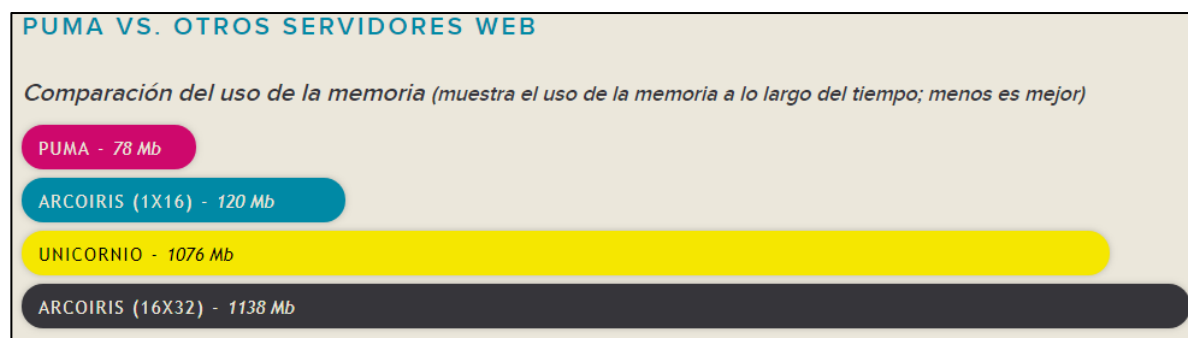 PUMA VS. OTROS SERVIDORES WEB
Comparación del uso de la memoria (muestra el uso de la memoria a lo largo del tiempo; menos es mejor)
PUMA - 78 Mb
ARCOIRIS (1X16) - 120 Mb
UNICORNIO - 1076 Mb
ARCOIRIS (16X32) - 1138 Mb